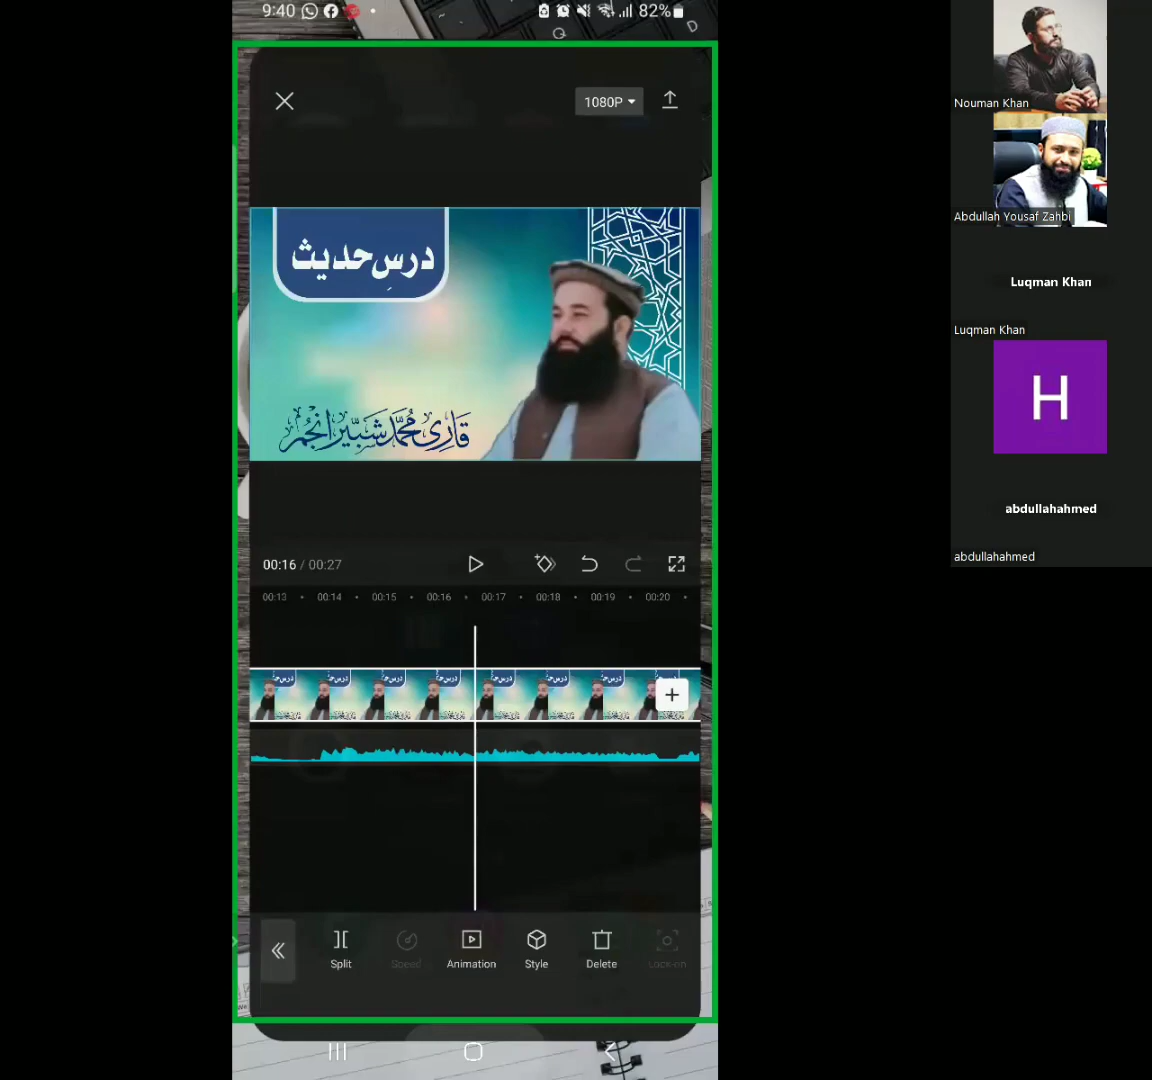 9:40 82%
1080P
درسِ حدیث
قاری محمد شبیر انجم
00:16 / 00:27
00:13 00:14 00:15 00:16 00:17 00:18 00:19 00:20
Split Speed Animation Style Delete Lock-on
Nouman Khan
Abdullah Yousaf Zahbi
Luqman Khan
Luqman Khan
H
abdullahahmed
abdullahahmed